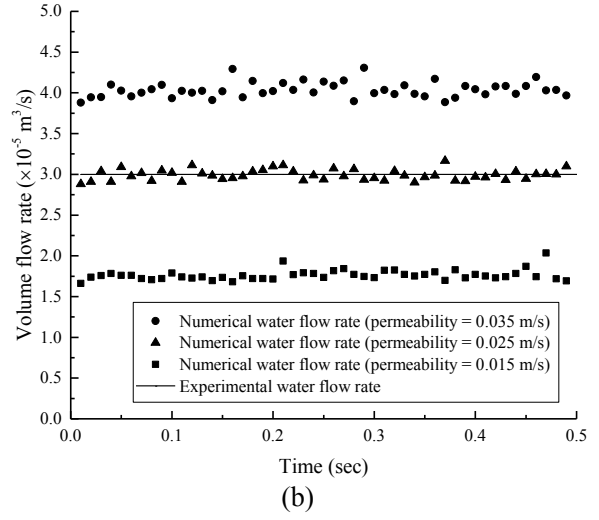 5.0
4.5
4.0
3.5
3.0
2.5
2.0
1.5
1.0
0.5
0.0
Volume flow rate (×10⁻⁵ m³/s)
Numerical water flow rate (permeability = 0.035 m/s)
Numerical water flow rate (permeability = 0.025 m/s)
Numerical water flow rate (permeability = 0.015 m/s)
Experimental water flow rate
0.0 0.1 0.2 0.3 0.4 0.5
Time (sec)
(b)